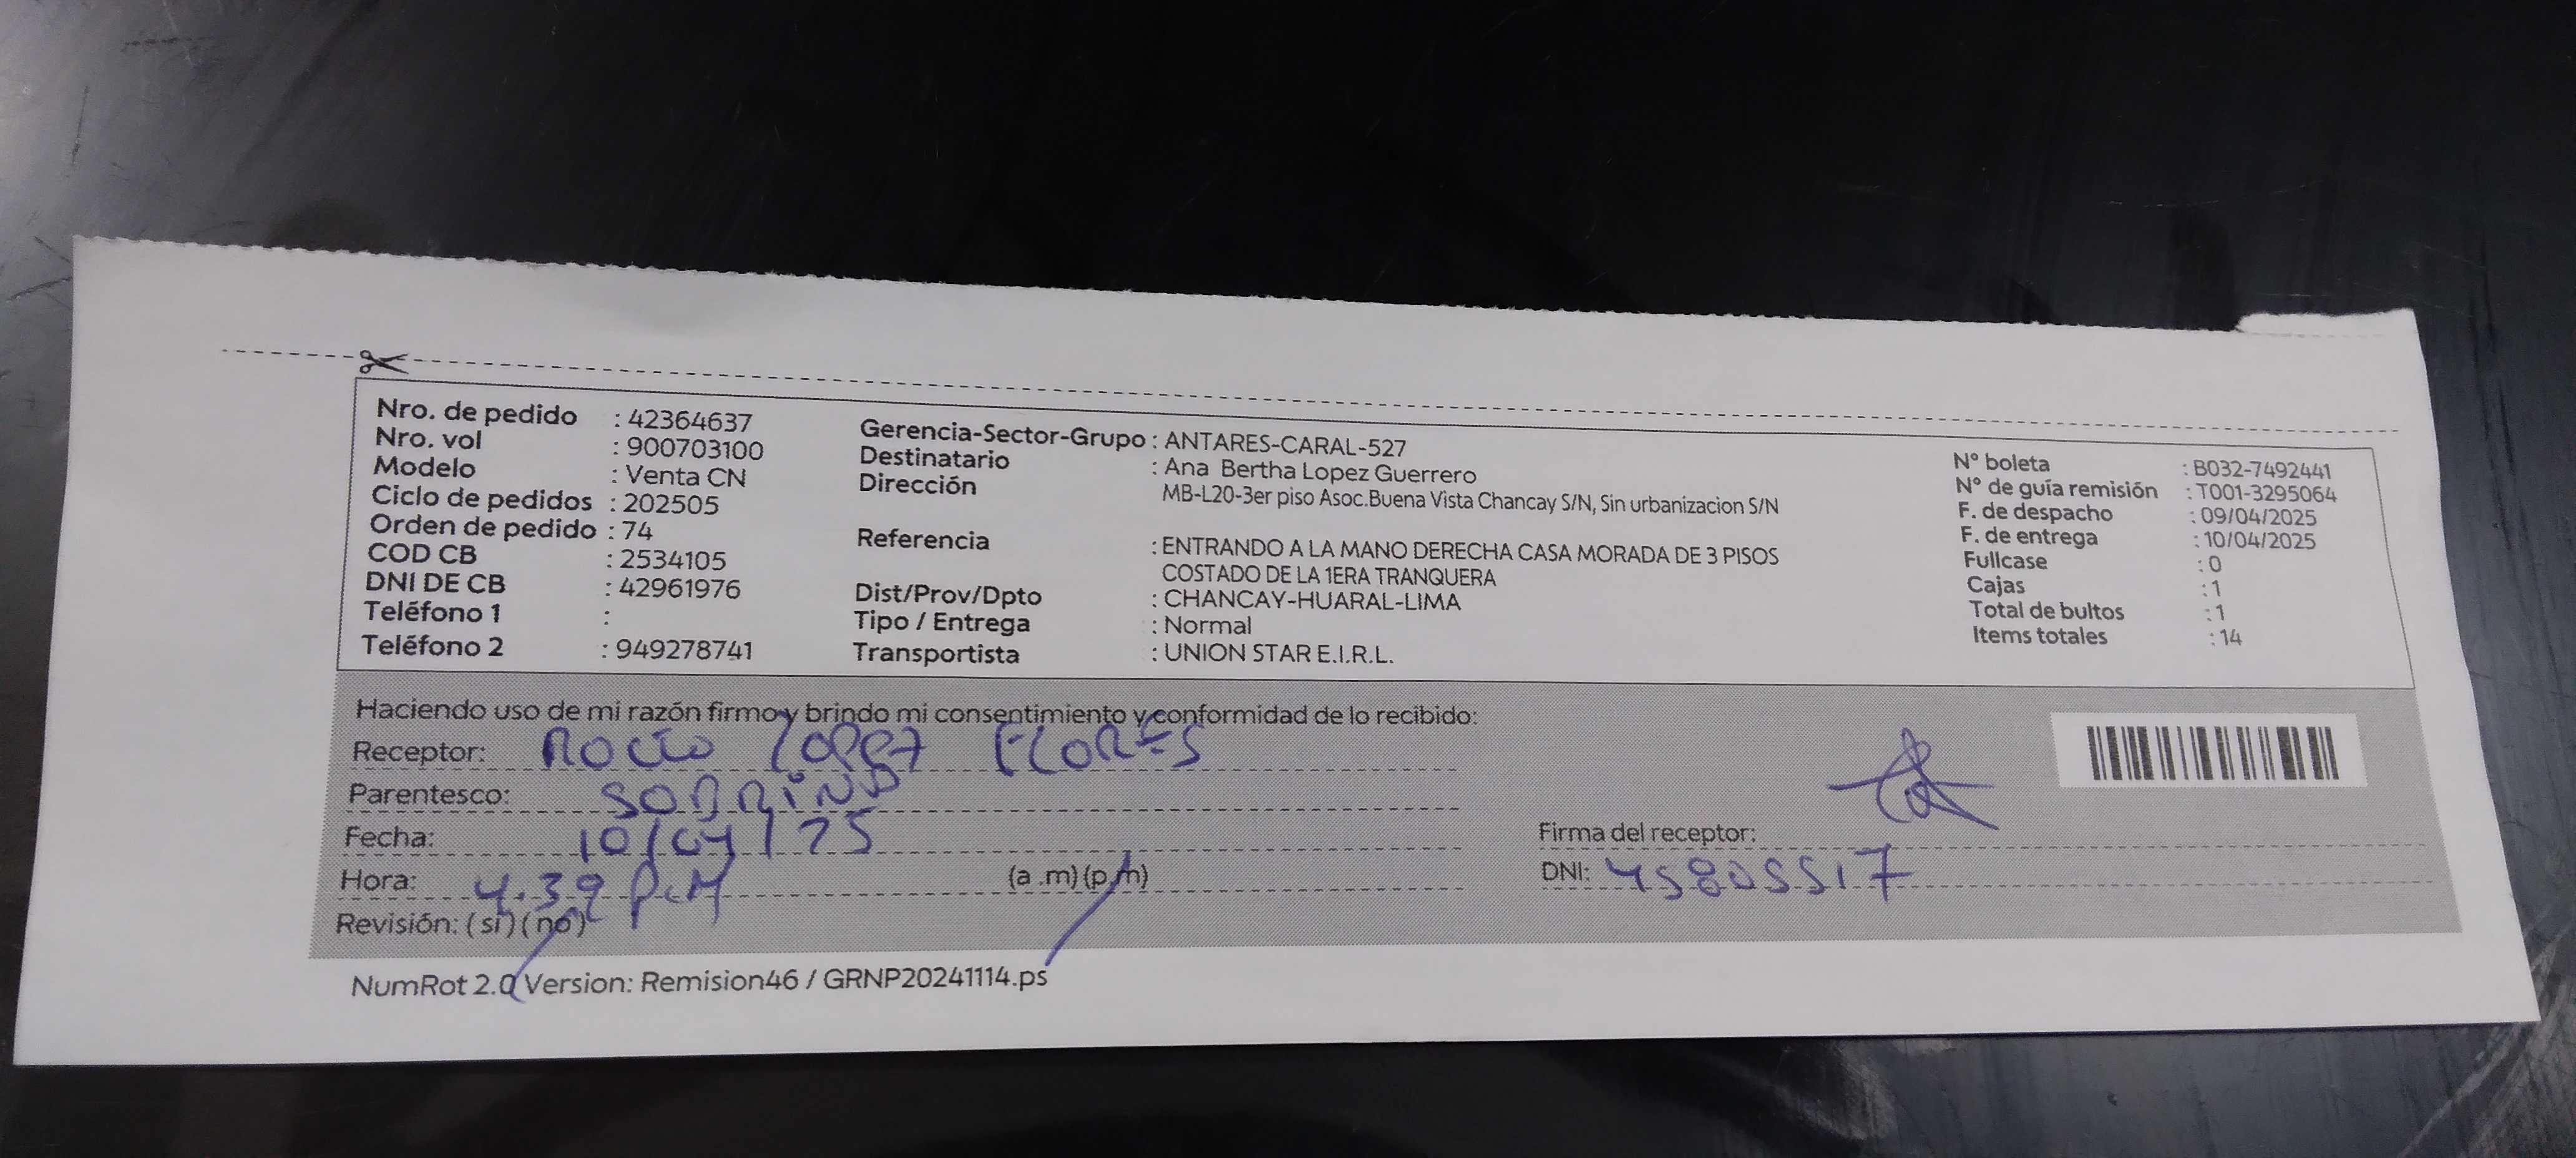 Nro. de pedido : 42364637
Nro. vol : 900703100
Modelo : Venta CN
Ciclo de pedidos : 202505
Orden de pedido : 74
COD CB : 2534105
DNI DE CB : 42961976
Teléfono 1 :
Teléfono 2 : 949278741
Gerencia-Sector-Grupo : ANTARES-CARAL-527
Destinatario : Ana Bertha Lopez Guerrero
Dirección MB-L20-3er piso Asoc.Buena Vista Chancay S/N, Sin urbanizacion S/N
Referencia : ENTRANDO A LA MANO DERECHA CASA MORADA DE 3 PISOS
COSTADO DE LA 1ERA TRANQUERA
Dist/Prov/Dpto : CHANCAY-HUARAL-LIMA
Tipo / Entrega : Normal
Transportista : UNION STAR E.I.R.L.
N° boleta : B032-7492441
N° de guía remisión : T001-3295064
F. de despacho : 09/04/2025
F. de entrega : 10/04/2025
Fullcase : 0
Cajas : 1
Total de bultos : 1
Items totales : 14
Haciendo uso de mi razón firmo y brindo mi consentimiento y conformidad de lo recibido:
Receptor: ROCÍO LOPEZ FLORES
Parentesco: SOBRINA
Fecha: 10/04/25
Hora: 4.39 P.M (a .m) (p.m)
Revisión: ( si ) ( no )
Firma del receptor:
DNI: 45805517
NumRot 2.0 Version: Remision46 / GRNP20241114.ps